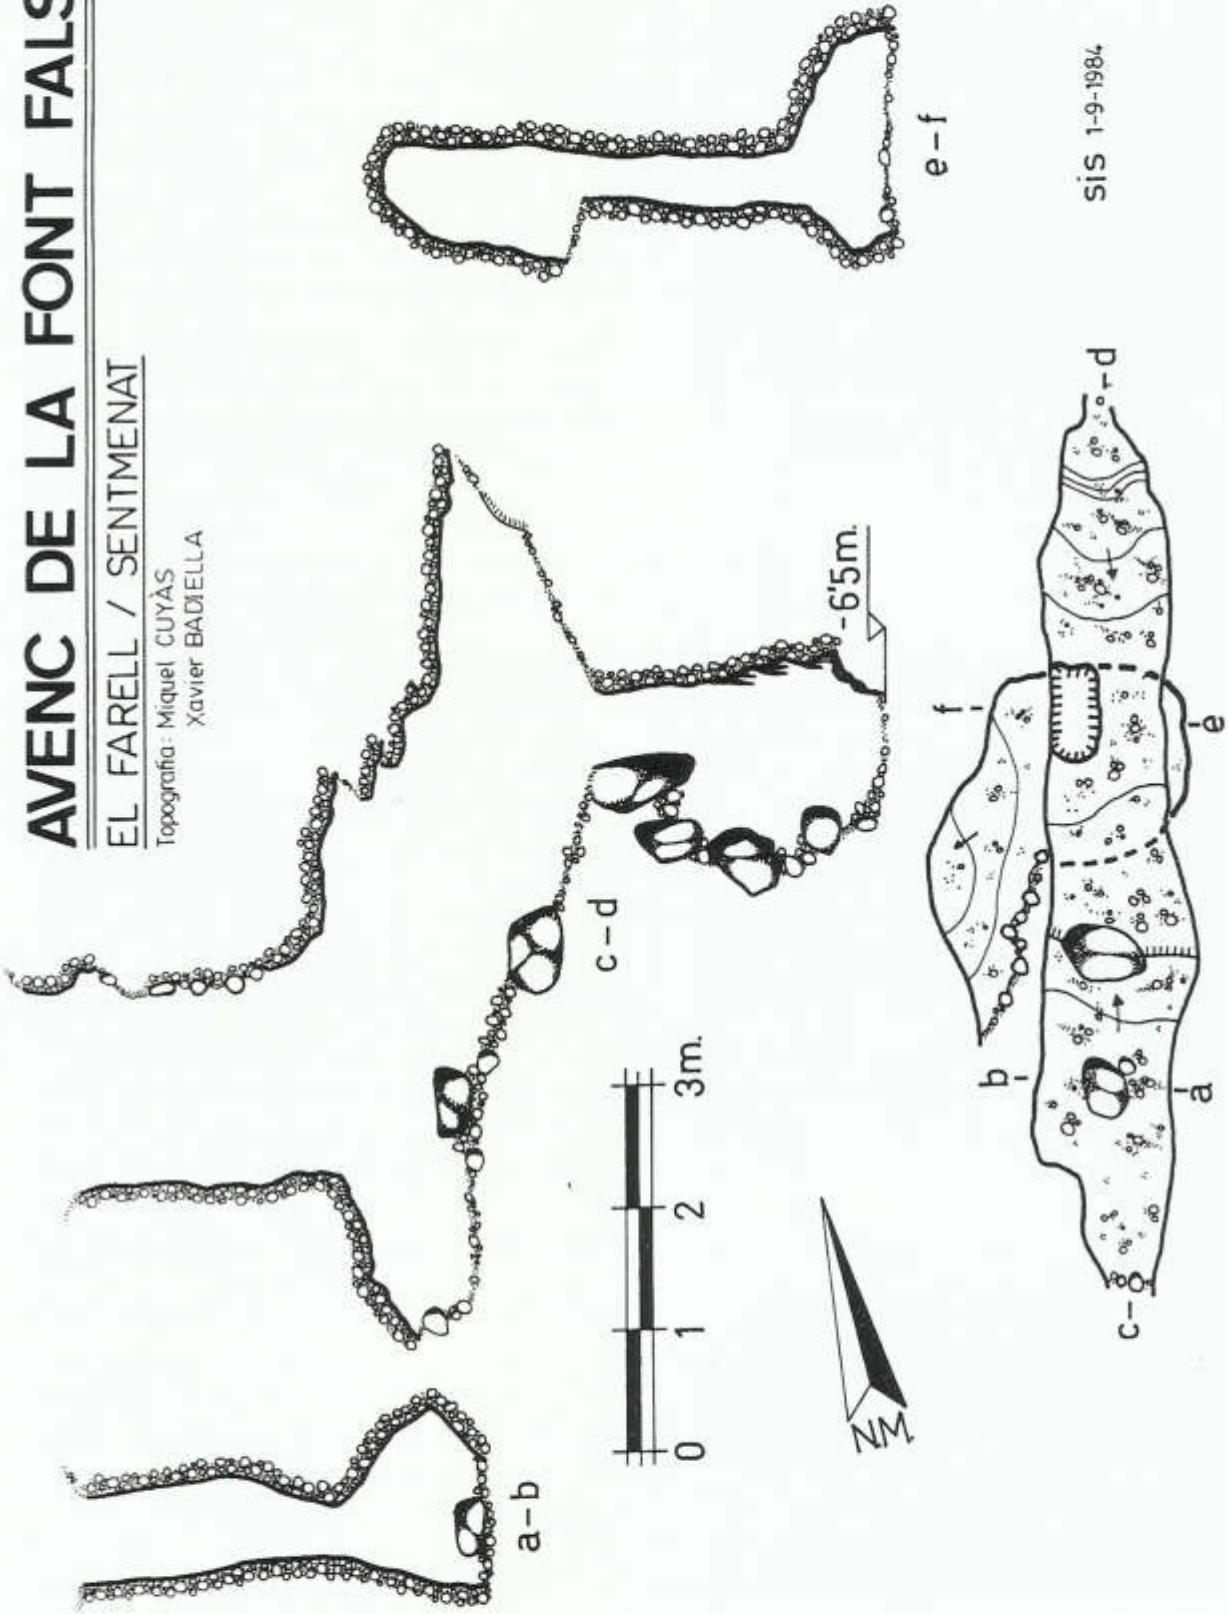 AVENC DE LA FONT FALS
EL FARELL / SENTMENAT
Topografia: Miquel CUYÀS
Xavier BADIELLA
a-b
c-d
e-f
-6'5m.
0 1 2 3m.
NM
f
b
c
d
e
a
sis 1-9-1984